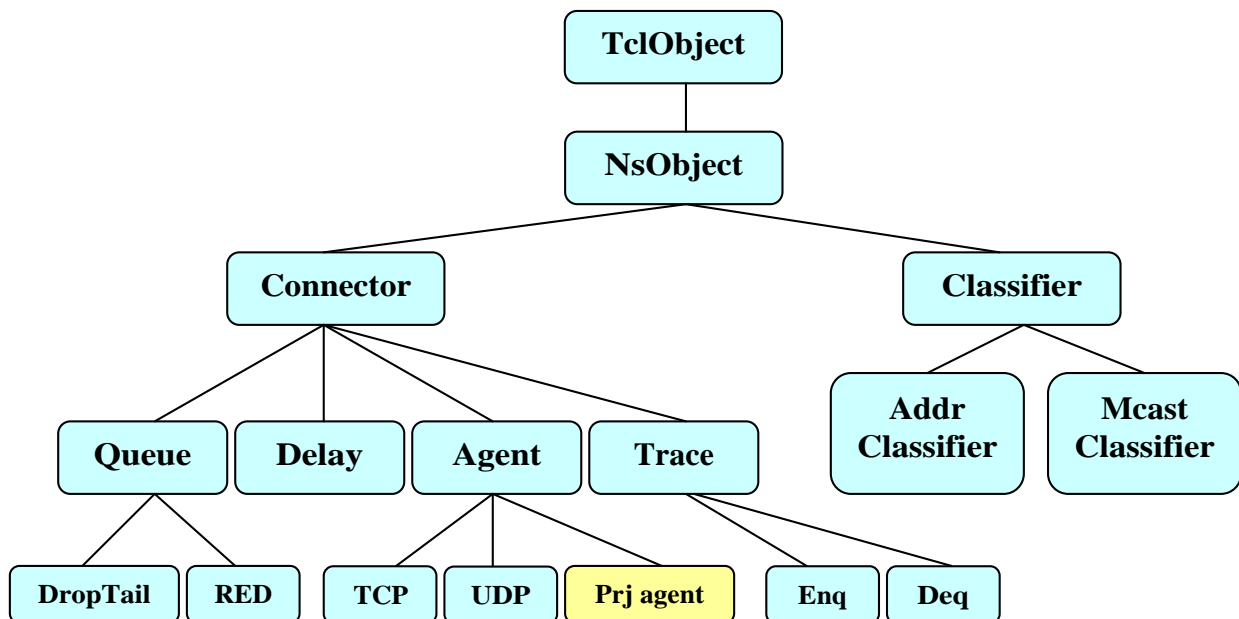 TclObject
NsObject
Connector
Classifier
Addr
Classifier
Mcast
Classifier
Queue
Delay
Agent
Trace
DropTail
RED
TCP
UDP
Prj agent
Enq
Deq